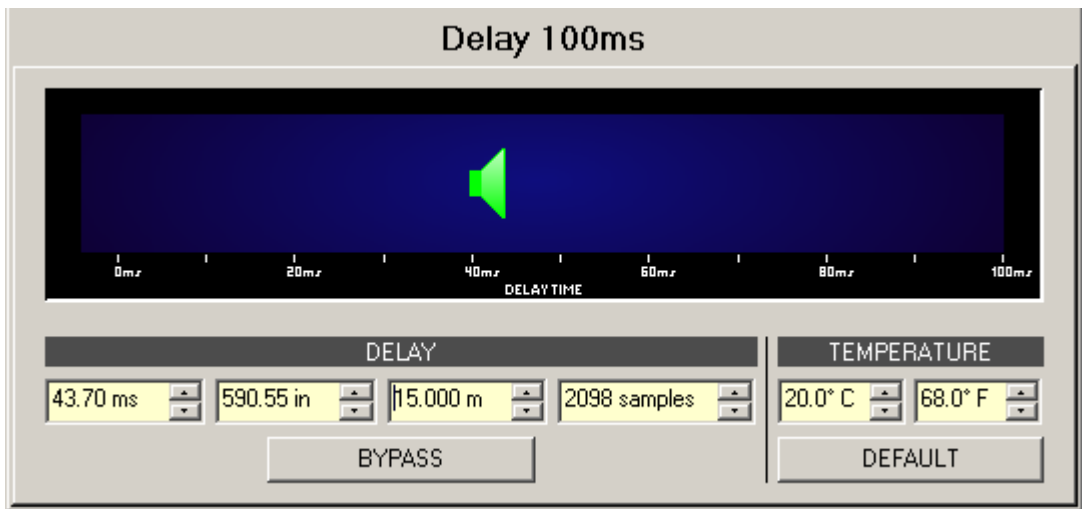 Delay 100ms
0ms 20ms 40ms 60ms 80ms 100ms
DELAY TIME
DELAY TEMPERATURE
43.70 ms 590.55 in 15.000 m 2098 samples 20.0° C 68.0° F
BYPASS DEFAULT